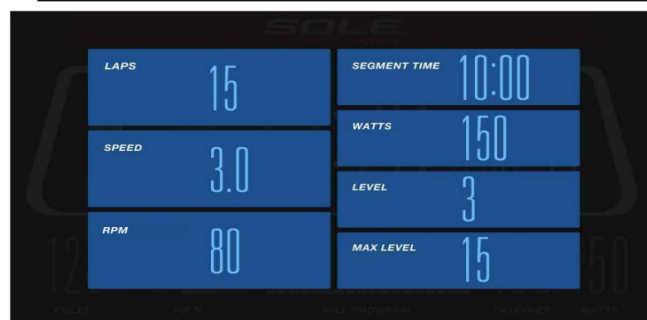 SOLE
LAPS
15
SPEED
3.0
RPM
80
SEGMENT TIME
10:00
WATTS
150
LEVEL
3
MAX LEVEL
15
PULSE
HR %
HILL PROGRAM
CALORIES
WATTS